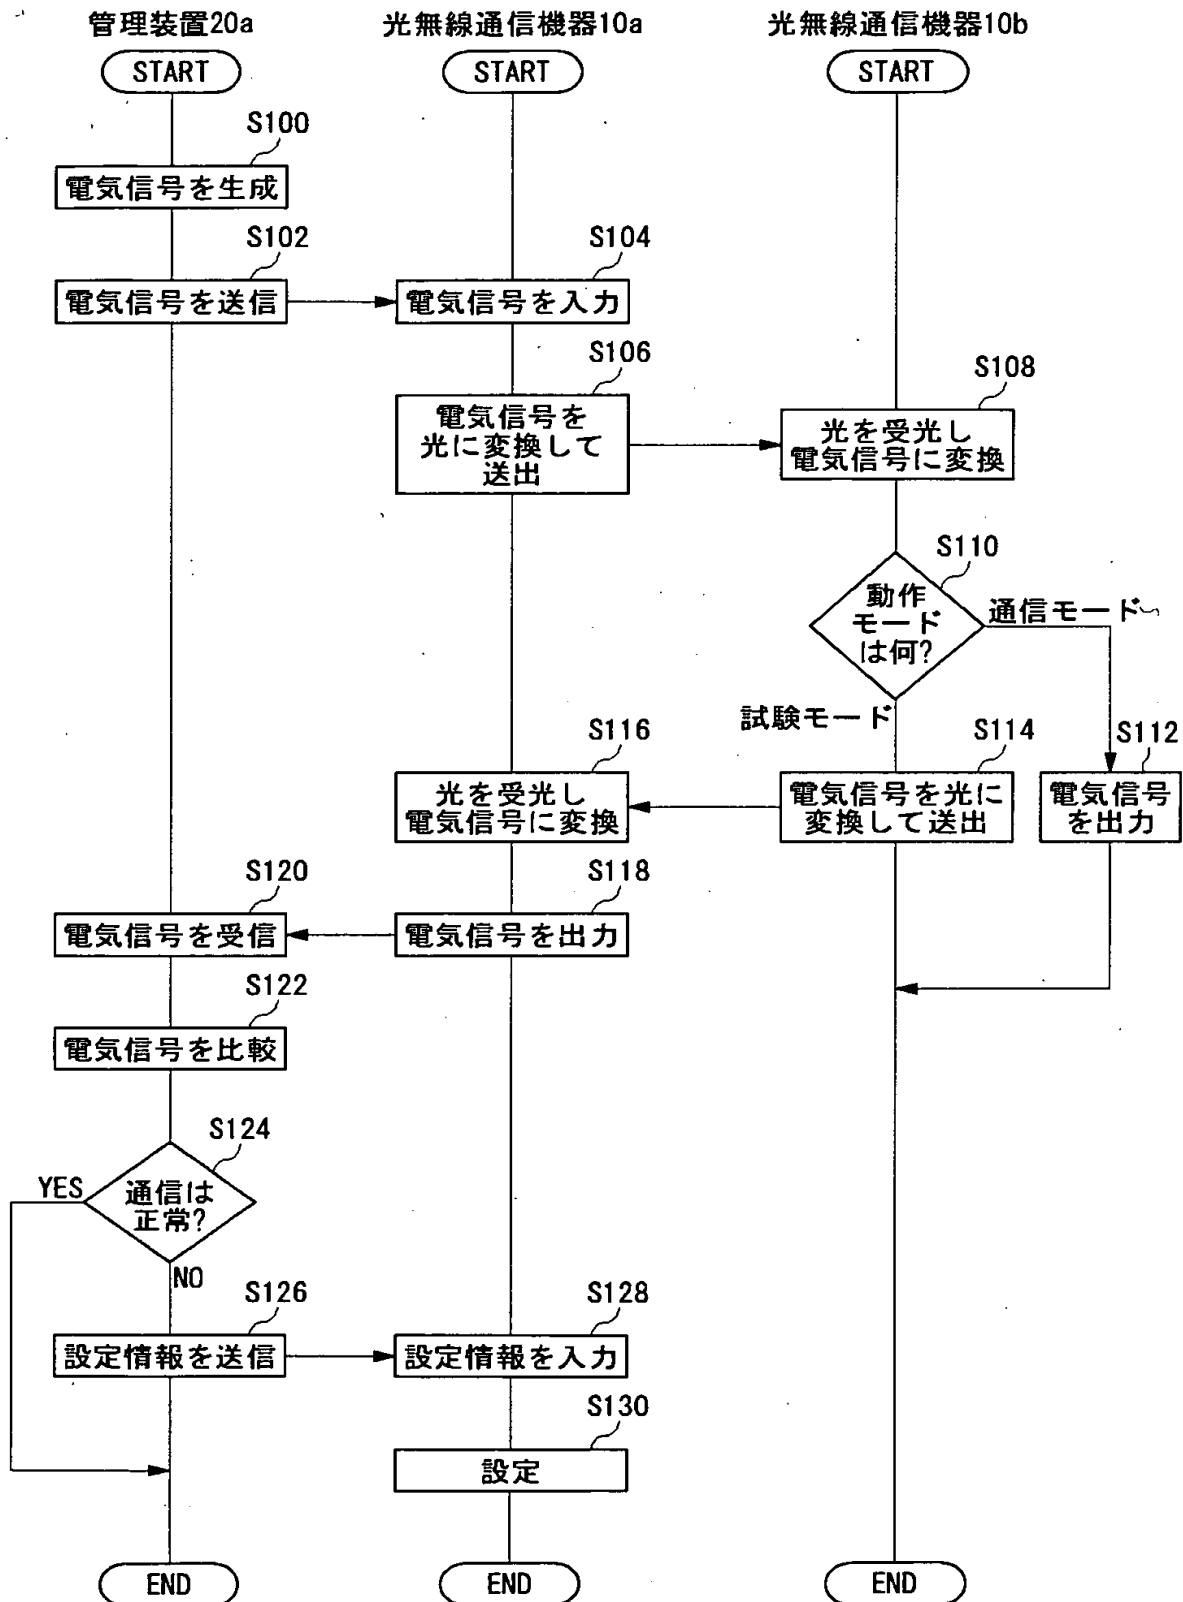 管理装置20a
光無線通信機器10a
光無線通信機器10b
START
START
START
S100
電気信号を生成
S102
電気信号を送信
S104
電気信号を入力
S106
電気信号を
光に変換して
送出
S108
光を受光し
電気信号に変換
S110
動作
モード
は何?
通信モード
試験モード
S112
電気信号
を出力
S114
電気信号を光に
変換して送出
S116
光を受光し
電気信号に変換
S118
電気信号を出力
S120
電気信号を受信
S122
電気信号を比較
S124
通信は
正常?
YES
NO
S126
設定情報を送信
S128
設定情報を入力
S130
設定
END
END
END